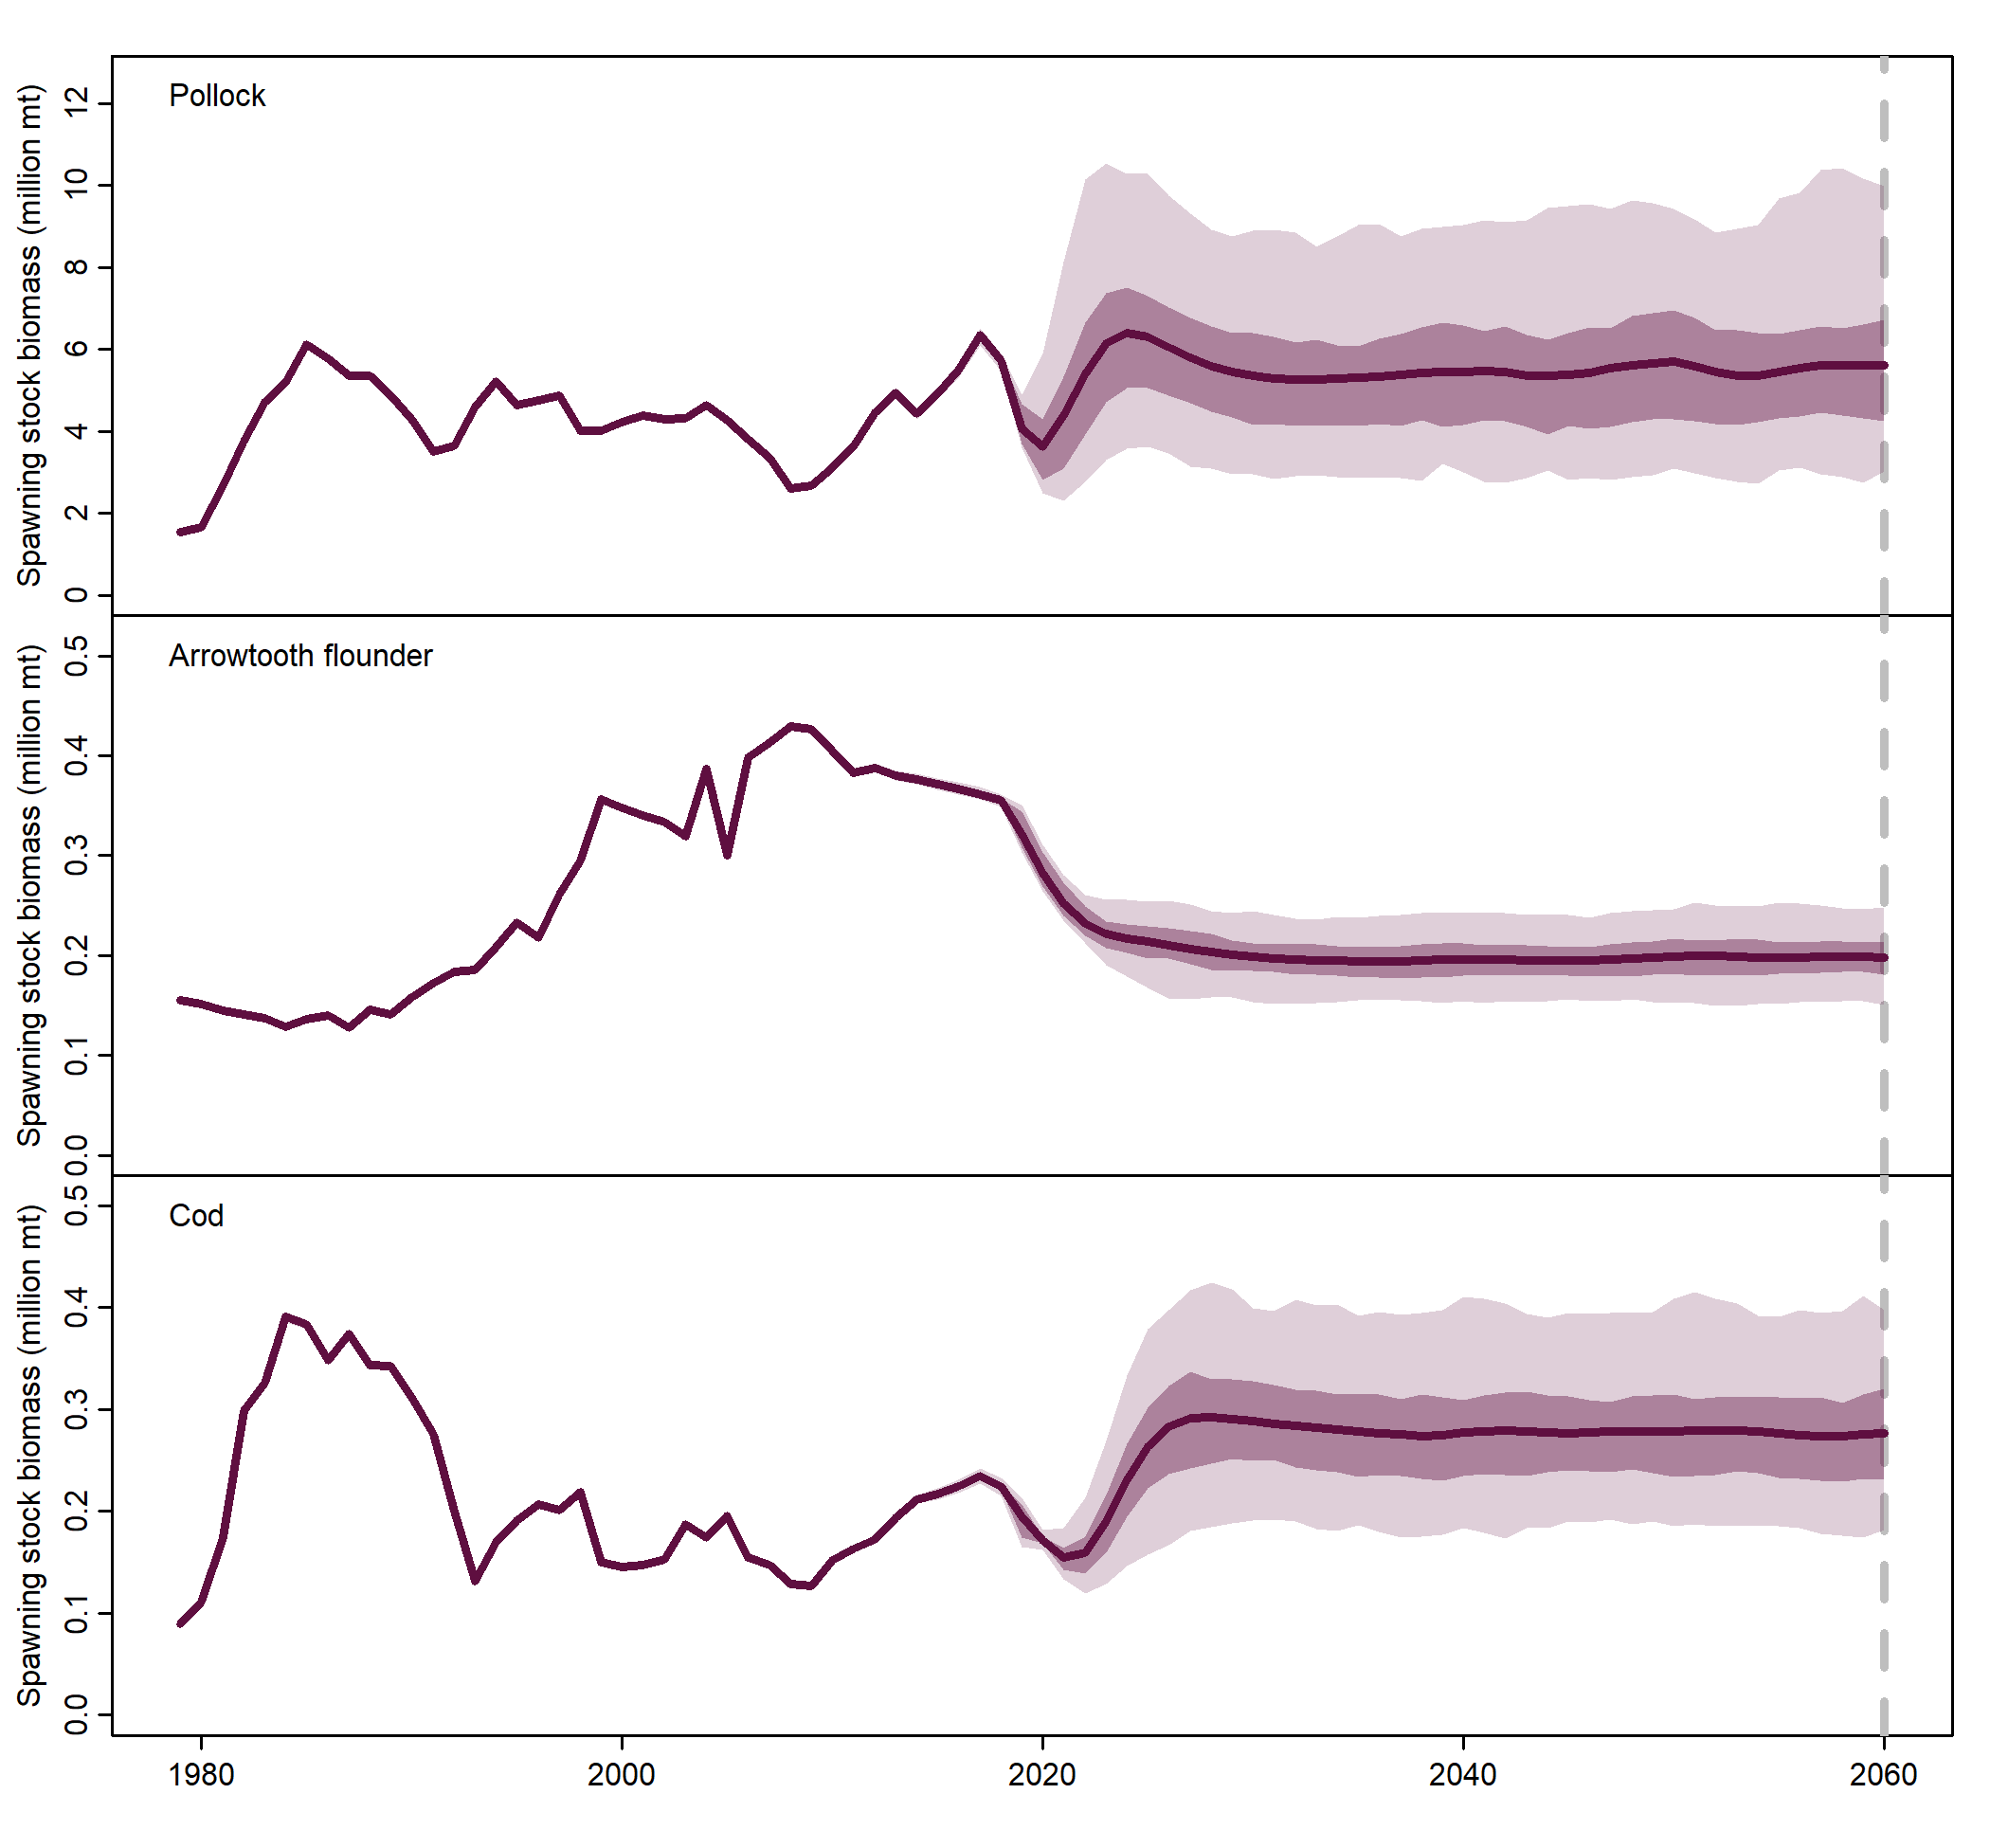 Pollock
Spawning stock biomass (million mt)
12
10
8
6
4
2
0
Arrowtooth flounder
Spawning stock biomass (million mt)
0.5
0.4
0.3
0.2
0.1
0.0
Cod
Spawning stock biomass (million mt)
0.5
0.4
0.3
0.2
0.1
0.0
1980 2000 2020 2040 2060